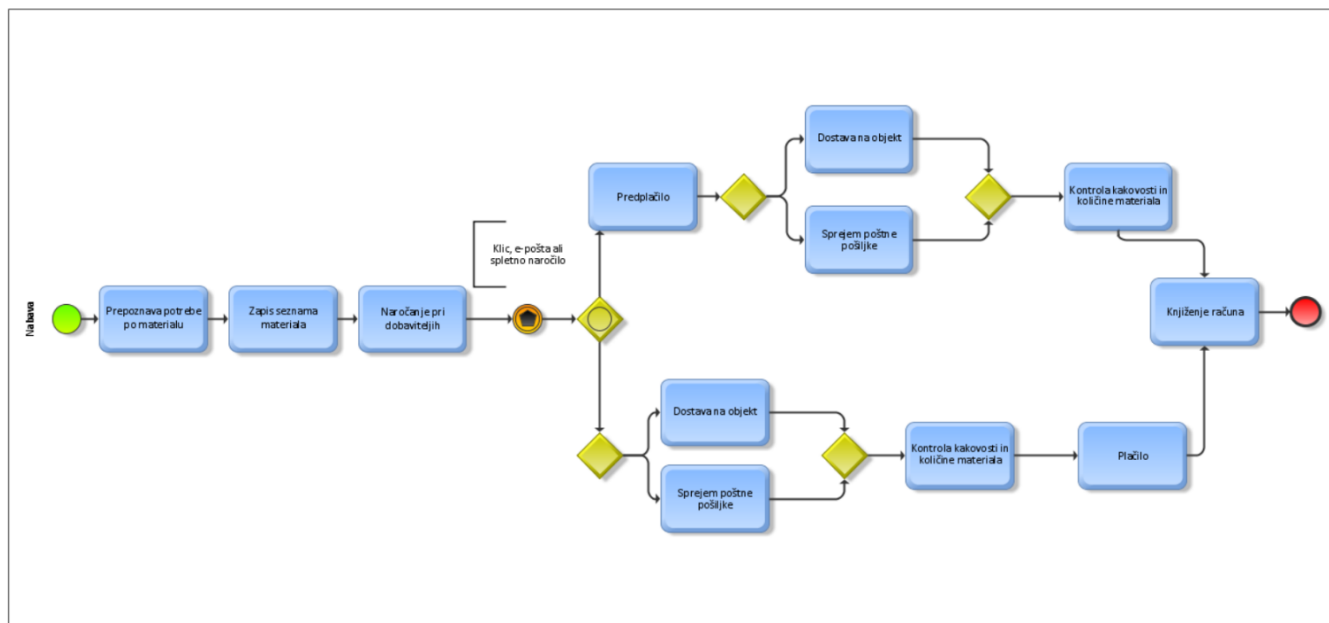 Nabava
Prepoznava potrebe
po materialu
Zapis seznama
materiala
Naročanje pri
dobaviteljih
Klic, e-pošta ali
spletno naročilo
Predplačilo
Dostava na objekt
Sprejem poštne
pošiljke
Kontrola kakovosti in
količine materiala
Knjiženje računa
Dostava na objekt
Sprejem poštne
pošiljke
Kontrola kakovosti in
količine materiala
Plačilo